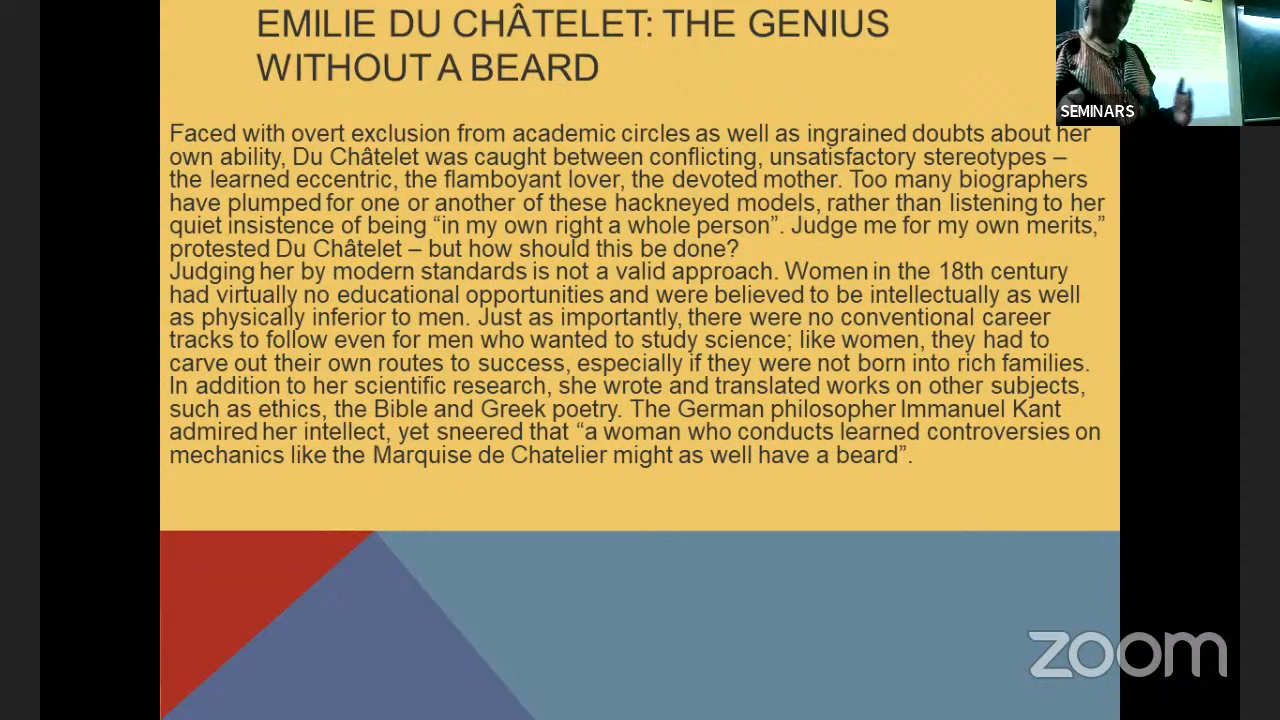 EMILIE DU CHÂTELET: THE GENIUS
WITHOUT A BEARD
SEMINARS
Faced with overt exclusion from academic circles as well as ingrained doubts about her
own ability, Du Châtelet was caught between conflicting, unsatisfactory stereotypes –
the learned eccentric, the flamboyant lover, the devoted mother. Too many biographers
have plumped for one or another of these hackneyed models, rather than listening to her
quiet insistence of being “in my own right a whole person”. Judge me for my own merits,”
protested Du Châtelet – but how should this be done?
Judging her by modern standards is not a valid approach. Women in the 18th century
had virtually no educational opportunities and were believed to be intellectually as well
as physically inferior to men. Just as importantly, there were no conventional career
tracks to follow even for men who wanted to study science; like women, they had to
carve out their own routes to success, especially if they were not born into rich families.
In addition to her scientific research, she wrote and translated works on other subjects,
such as ethics, the Bible and Greek poetry. The German philosopher Immanuel Kant
admired her intellect, yet sneered that “a woman who conducts learned controversies on
mechanics like the Marquise de Chatelier might as well have a beard”.
zoom